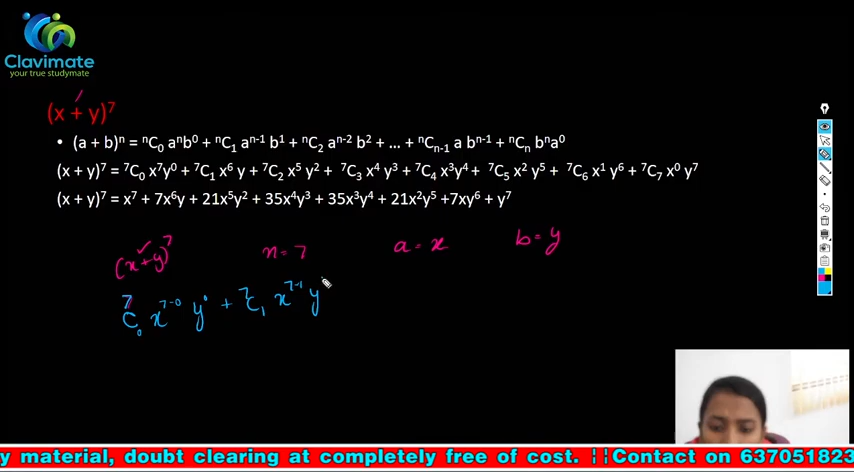 Clavimate
your true studymate
(x + y)⁷
• (a + b)ⁿ = ⁿC₀ aⁿb⁰ + ⁿC₁ aⁿ⁻¹ b¹ + ⁿC₂ aⁿ⁻² b² + ... + ⁿCₙ₋₁ a bⁿ⁻¹ + ⁿCₙ bⁿa⁰
(x + y)⁷ = ⁷C₀ x⁷y⁰ + ⁷C₁ x⁶ y + ⁷C₂ x⁵ y² + ⁷C₃ x⁴ y³ + ⁷C₄ x³y⁴ + ⁷C₅ x² y⁵ + ⁷C₆ x¹ y⁶ + ⁷C₇ x⁰ y⁷
(x + y)⁷ = x⁷ + 7x⁶y + 21x⁵y² + 35x⁴y³ + 35x³y⁴ + 21x²y⁵ +7xy⁶ + y⁷
(x+y)⁷ n = 7 a = x b = y
⁷C₀ x⁷⁻⁰ y⁰ + ⁷C₁ x⁷⁻¹ y
y material, doubt clearing at completely free of cost. ¦¦Contact on 637051823